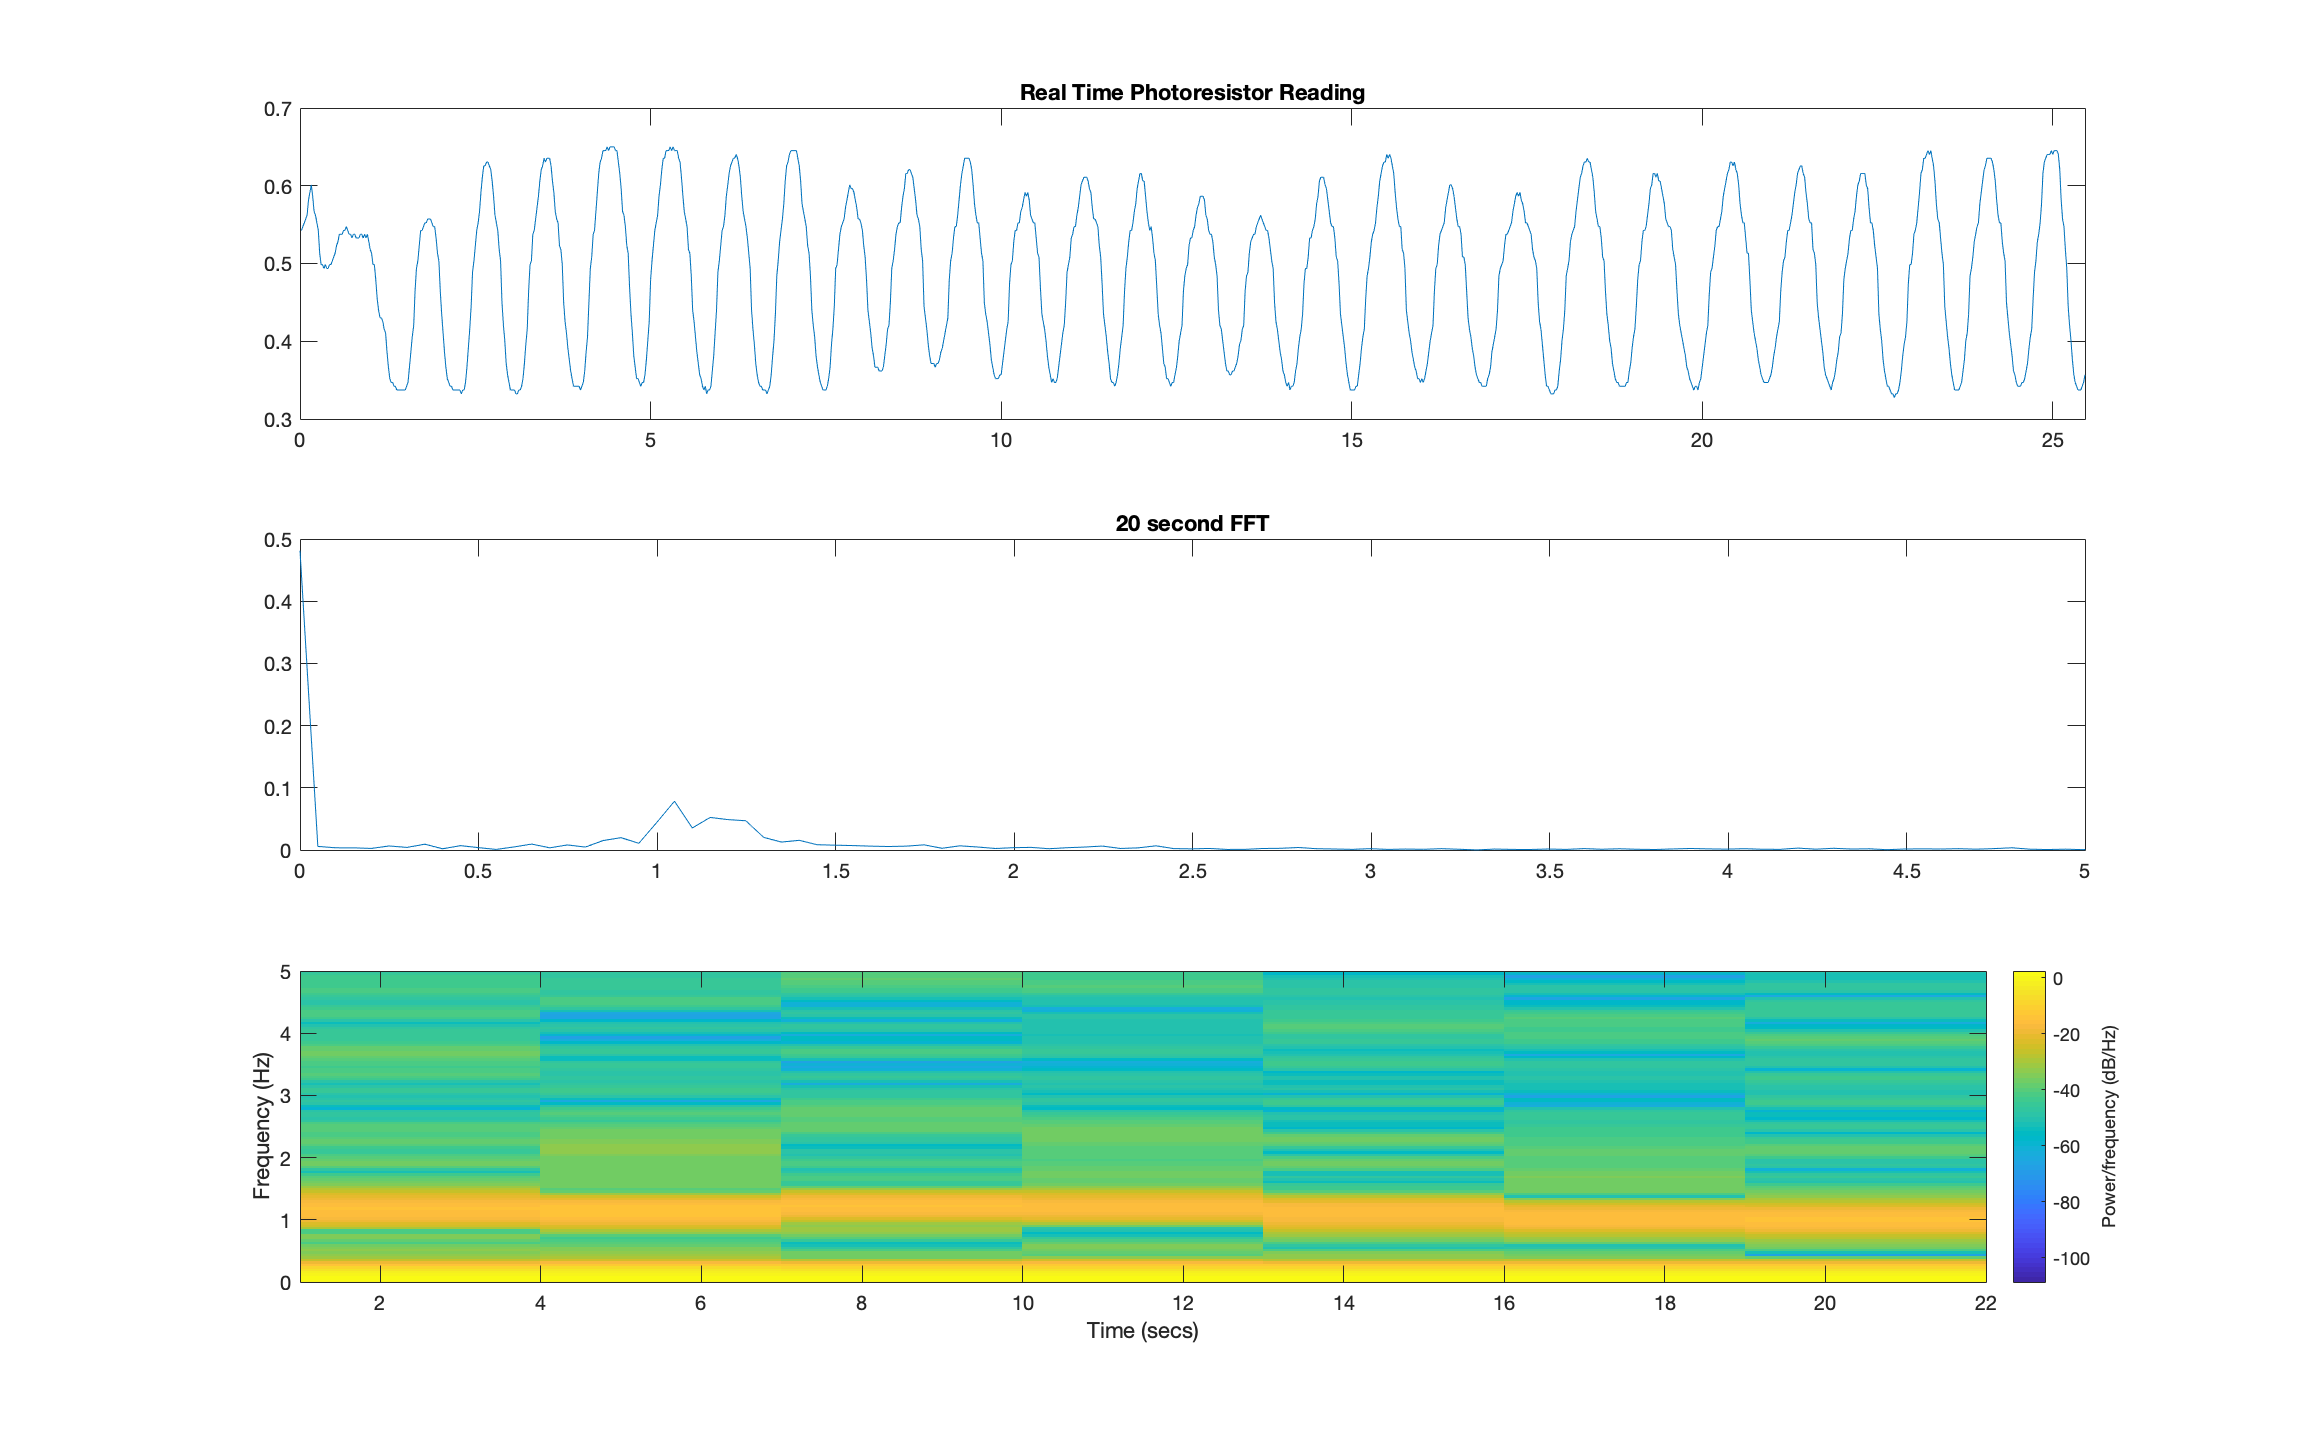 Real Time Photoresistor Reading
0.7
0.6
0.5
0.4
0.3
0 5 10 15 20 25
20 second FFT
0.5
0.4
0.3
0.2
0.1
0
0 0.5 1 1.5 2 2.5 3 3.5 4 4.5 5
Frequency (Hz)
5
4
3
2
1
0
2 4 6 8 10 12 14 16 18 20 22
Time (secs)
0
-20
-40
-60
-80
-100
Power/frequency (dB/Hz)